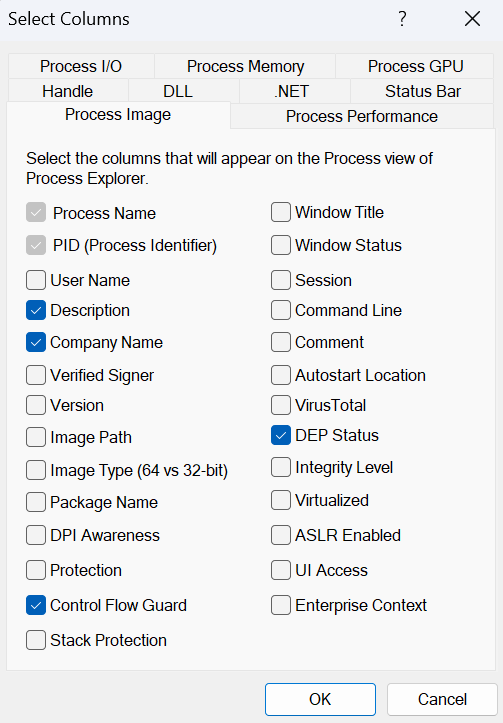 Select Columns
?
Process I/O Process Memory Process GPU
Handle DLL .NET Status Bar
Process Image Process Performance
Select the columns that will appear on the Process view of
Process Explorer.
Process Name
PID (Process Identifier)
User Name
Description
Company Name
Verified Signer
Version
Image Path
Image Type (64 vs 32-bit)
Package Name
DPI Awareness
Protection
Control Flow Guard
Stack Protection
Window Title
Window Status
Session
Command Line
Comment
Autostart Location
VirusTotal
DEP Status
Integrity Level
Virtualized
ASLR Enabled
UI Access
Enterprise Context
OK Cancel